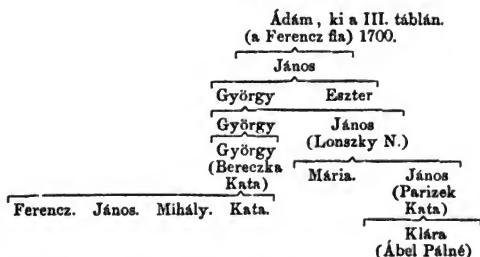 Ádám, ki a III. táblán.
(a Ferencz fia) 1700.
János
György Eszter
György János
(Lonszky N.)
György
(Bereczka
Kata)
Mária. János
(Parizek
Kata)
Ferencz. János. Mihály. Kata.
Klára
(Ábel Pálné)